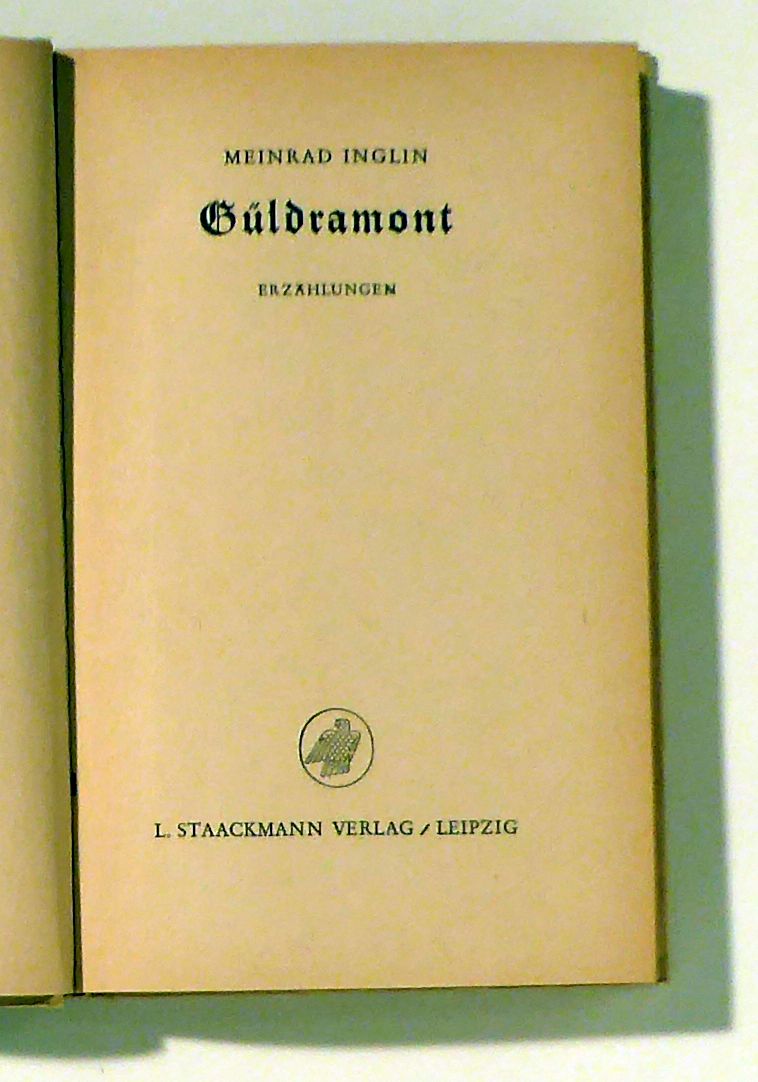 MEINRAD INGLIN
Güldramont
ERZÄHLUNGEN
L. STAACKMANN VERLAG / LEIPZIG